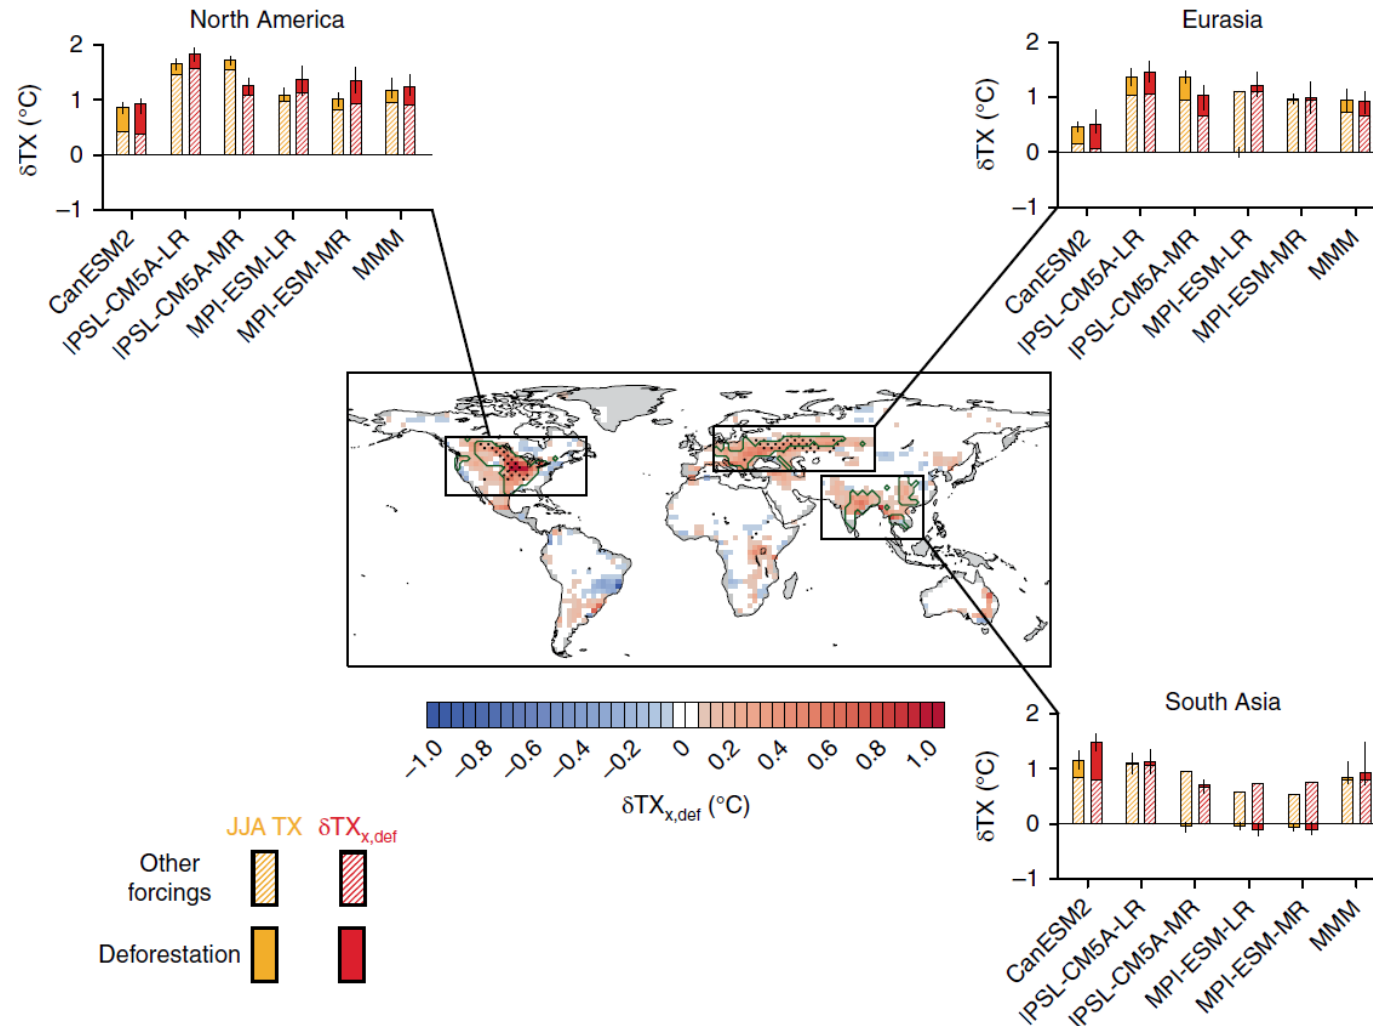 North America
2
1
0
−1
δTX (°C)
CanESM2
IPSL-CM5A-LR
IPSL-CM5A-MR
MPI-ESM-LR
MPI-ESM-MR
MMM
Eurasia
2
1
0
−1
δTX (°C)
CanESM2
IPSL-CM5A-LR
IPSL-CM5A-MR
MPI-ESM-LR
MPI-ESM-MR
MMM
−1.0
−0.8
−0.6
−0.4
−0.2
0
0.2
0.4
0.6
0.8
1.0
δTXx,def (°C)
South Asia
2
1
0
−1
δTX (°C)
CanESM2
IPSL-CM5A-LR
IPSL-CM5A-MR
MPI-ESM-LR
MPI-ESM-MR
MMM
JJA TX δTXx,def
Other
forcings
Deforestation